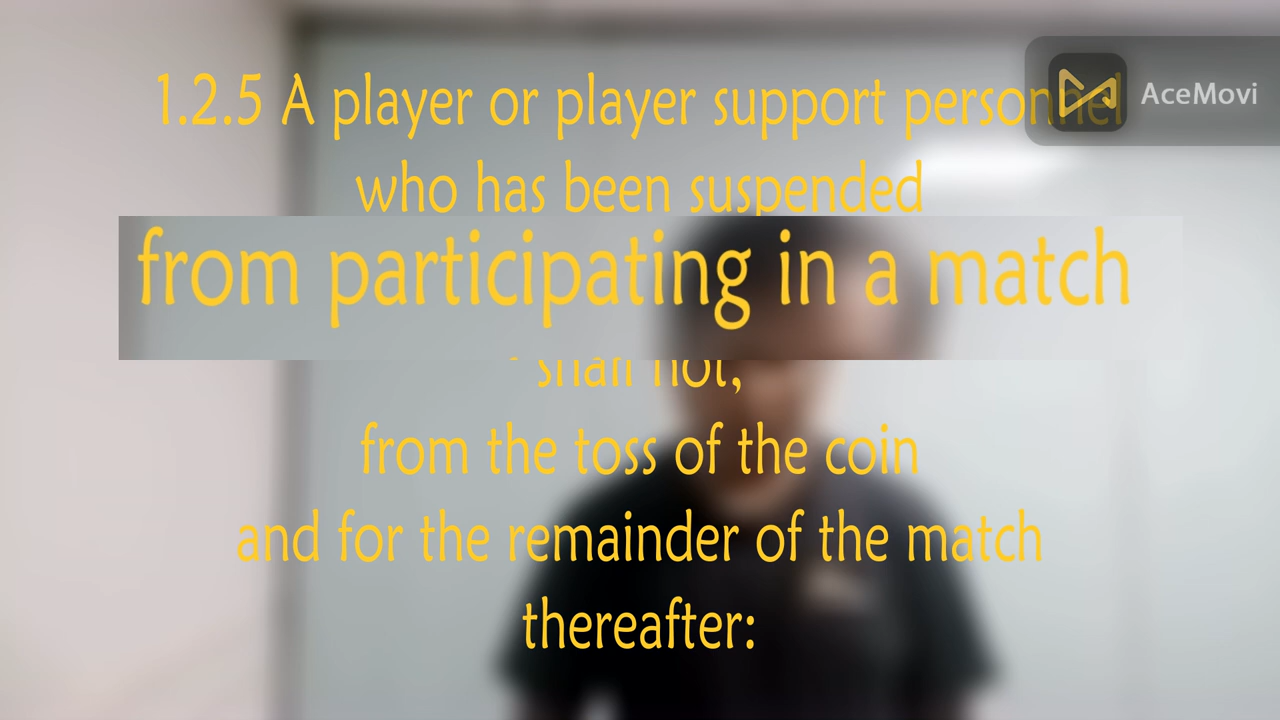 1.2.5 A player or player support personnel
AceMovi
who has been suspended
from participating in a match
shall not,
from the toss of the coin
and for the remainder of the match
thereafter: